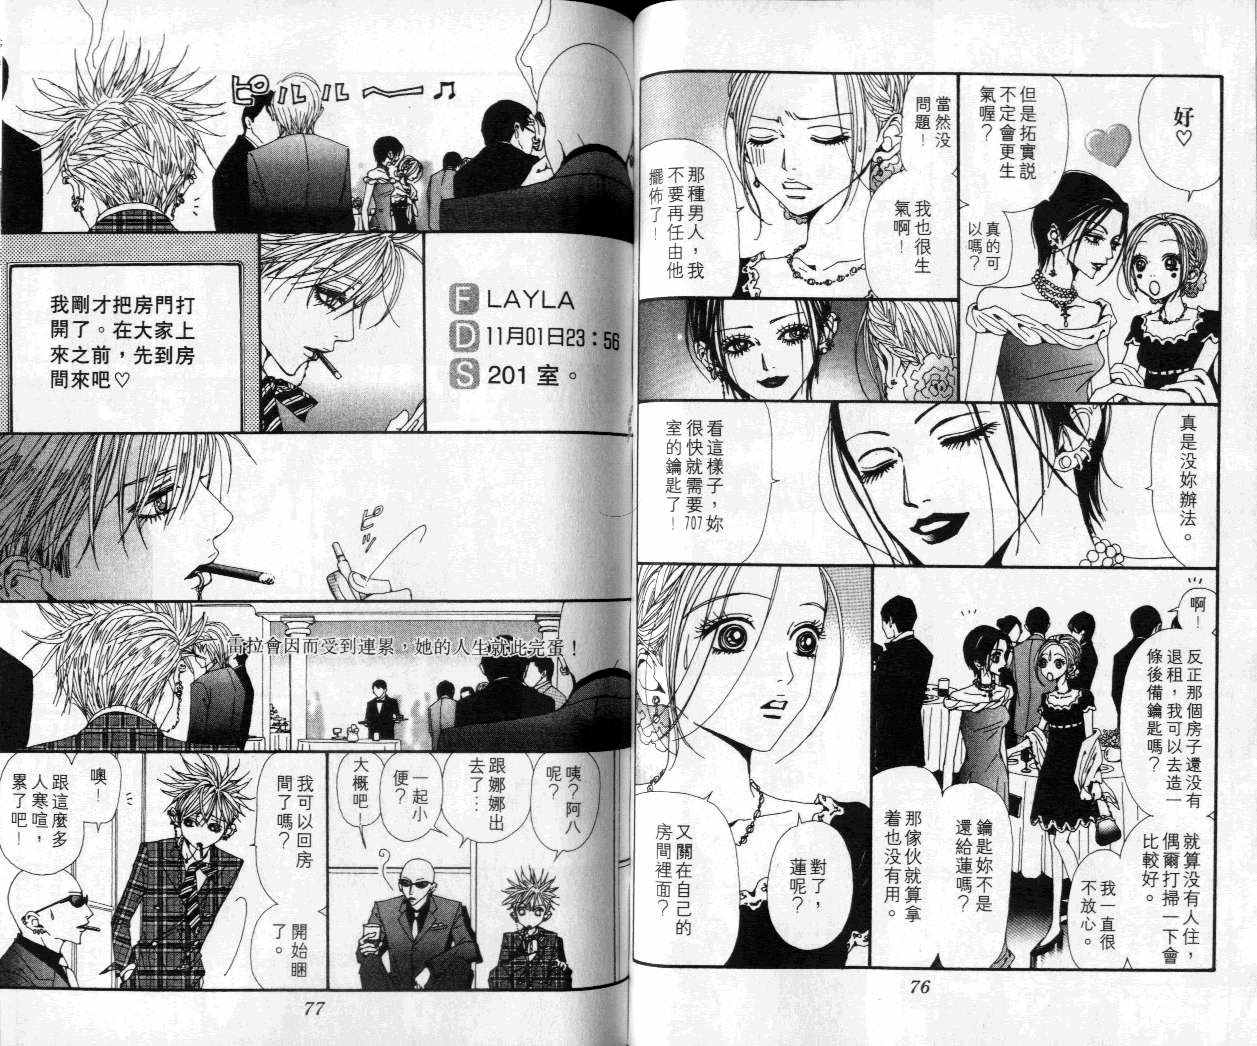 好♡
但是拓實説
不定會更生
氣喔？
真的可
以嗎？
當然没
問題！
我也很生
氣啊！
那種男人，我
不要再任由他
擺佈了！
真是没妳辦法。
看這樣子，妳
很快就需要707
室的鑰匙了！
啊！
反正那個房子還没有
退租，我可以去造一
條後備鑰匙嗎？
就算没有人住，
偶爾打掃一下會
比較好。
我一直很
不放心。
鑰匙妳不是
還給蓮嗎？
那傢伙就算拿
着也没有用。
對了，
蓮呢？
又關在自己的
房間裡面？
76
ピルルー♫
F LAYLA
D 11月01日23：56
S 201 室。
我剛才把房門打
開了。在大家上
來之前，先到房
間來吧♡
ピッ
雷拉會因而受到連累，她的人生就此完蛋！
咦？阿八
呢？
跟娜娜出
去了…
一起小
便？
大概吧！
我可以回房
間了嗎？
開始睏
了。
噢！
跟這麼多
人寒暄，
累了吧！
77